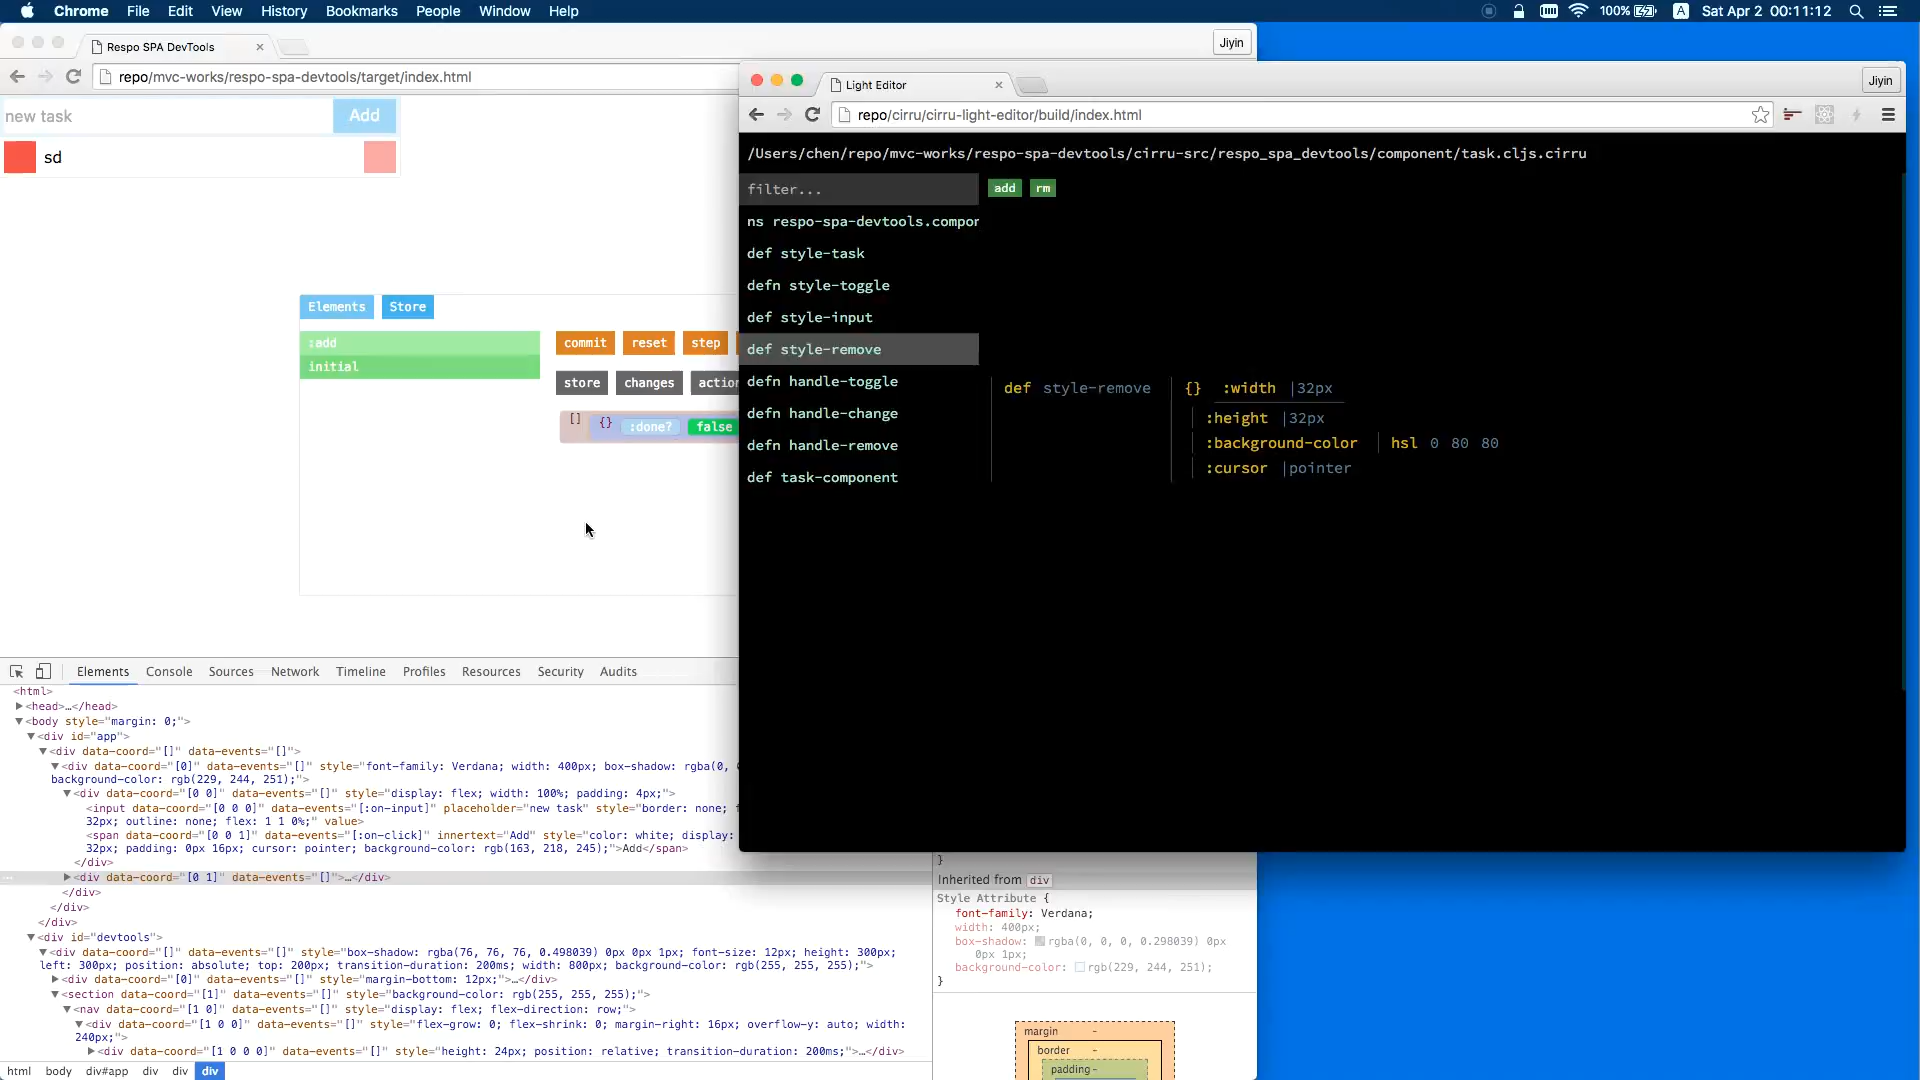 Chrome File Edit View History Bookmarks People Window Help
100% A Sat Apr 2 00:11:12
Respo SPA DevTools
Jiyin
repo/mvc-works/respo-spa-devtools/target/index.html
new task
Add
sd
Elements Store
:add
initial
commit reset step
store changes action
[] {} :done? false
Elements Console Sources Network Timeline Profiles Resources Security Audits
<html>
▶<head>…</head>
▼<body style="margin: 0;">
▼<div id="app">
▼<div data-coord="[]" data-events="[]">
▼<div data-coord="[0]" data-events="[]" style="font-family: Verdana; width: 400px; box-shadow: rgba(0, 0
background-color: rgb(229, 244, 251);">
▼<div data-coord="[0 0]" data-events="[]" style="display: flex; width: 100%; padding: 4px;">
<input data-coord="[0 0 0]" data-events="[:on-input]" placeholder="new task" style="border: none; f
32px; outline: none; flex: 1 1 0%;" value>
<span data-coord="[0 0 1]" data-events="[:on-click]" innertext="Add" style="color: white; display:
32px; padding: 0px 16px; cursor: pointer; background-color: rgb(163, 218, 245);">Add</span>
</div>
… ▶<div data-coord="[0 1]" data-events="[]">…</div>
</div>
</div>
</div>
▼<div id="devtools">
▼<div data-coord="[]" data-events="[]" style="box-shadow: rgba(76, 76, 76, 0.498039) 0px 0px 1px; font-size: 12px; height: 300px;
left: 300px; position: absolute; top: 200px; transition-duration: 200ms; width: 800px; background-color: rgb(255, 255, 255);">
▶<div data-coord="[0]" data-events="[]" style="margin-bottom: 12px;">…</div>
▼<section data-coord="[1]" data-events="[]" style="background-color: rgb(255, 255, 255);">
▼<nav data-coord="[1 0]" data-events="[]" style="display: flex; flex-direction: row;">
▼<div data-coord="[1 0 0]" data-events="[]" style="flex-grow: 0; flex-shrink: 0; margin-right: 16px; overflow-y: auto; width:
240px;">
▶<div data-coord="[1 0 0 0]" data-events="[]" style="height: 24px; position: relative; transition-duration: 200ms;">…</div>
html body div#app div div div
}
Inherited from div
Style Attribute {
font-family: Verdana;
width: 400px;
box-shadow: rgba(0, 0, 0, 0.298039) 0px
0px 1px;
background-color: rgb(229, 244, 251);
}
margin -
border -
padding -
Light Editor
Jiyin
repo/cirru/cirru-light-editor/build/index.html
/Users/chen/repo/mvc-works/respo-spa-devtools/cirru-src/respo_spa_devtools/component/task.cljs.cirru
filter...
add rm
ns respo-spa-devtools.compon
def style-task
defn style-toggle
def style-input
def style-remove
defn handle-toggle
defn handle-change
defn handle-remove
def task-component
def style-remove {} :width |32px
:height |32px
:background-color hsl 0 80 80
:cursor |pointer